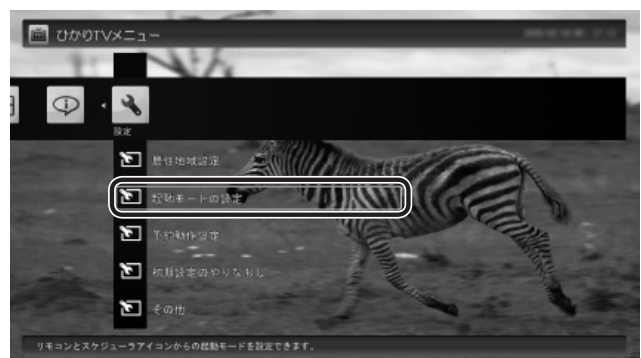 ひかりTVメニュー
設定
居住地域設定
起動モードの設定
予約動作設定
初期設定のやりなおし
その他
リモコンとスケジューラアイコンからの起動モードを設定できます。